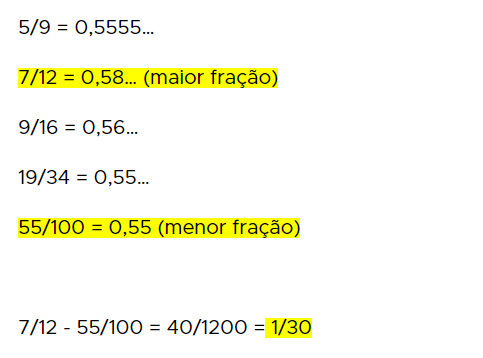 5/9 = 0,5555...
7/12 = 0,58... (maior fração)
9/16 = 0,56...
19/34 = 0,55...
55/100 = 0,55 (menor fração)
7/12 - 55/100 = 40/1200 = 1/30